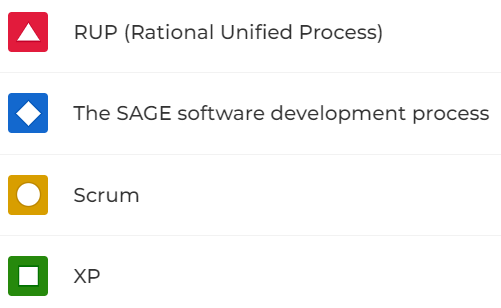 RUP (Rational Unified Process)
The SAGE software development process
Scrum
XP